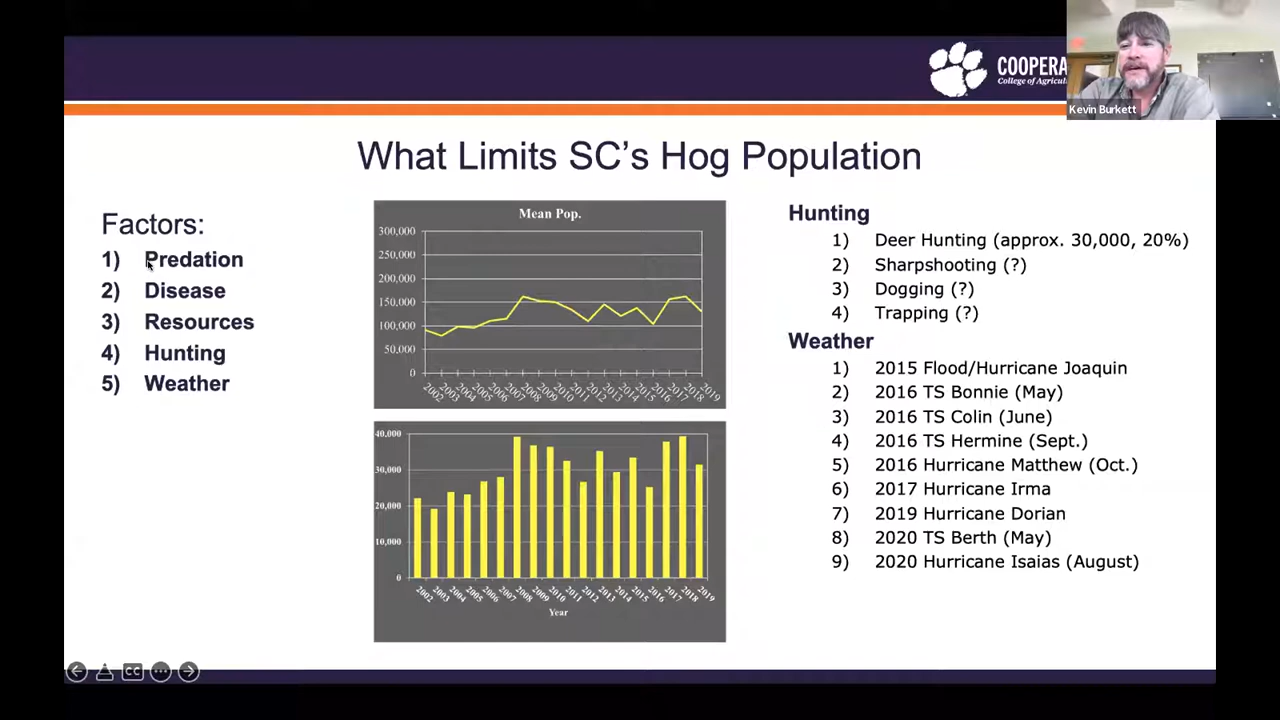 COOPERA
College of Agricul
Kevin Burkett
What Limits SC's Hog Population
Factors:
1) Predation
2) Disease
3) Resources
4) Hunting
5) Weather
Mean Pop.
300,000
250,000
200,000
150,000
100,000
50,000
0
2002 2003 2004 2005 2006 2007 2008 2009 2010 2011 2012 2013 2014 2015 2016 2017 2018 2019
40,000
30,000
20,000
10,000
0
2002 2003 2004 2005 2006 2007 2008 2009 2010 2011 2012 2013 2014 2015 2016 2017 2018 2019
Year
Hunting
1) Deer Hunting (approx. 30,000, 20%)
2) Sharpshooting (?)
3) Dogging (?)
4) Trapping (?)
Weather
1) 2015 Flood/Hurricane Joaquin
2) 2016 TS Bonnie (May)
3) 2016 TS Colin (June)
4) 2016 TS Hermine (Sept.)
5) 2016 Hurricane Matthew (Oct.)
6) 2017 Hurricane Irma
7) 2019 Hurricane Dorian
8) 2020 TS Berth (May)
9) 2020 Hurricane Isaias (August)
CC